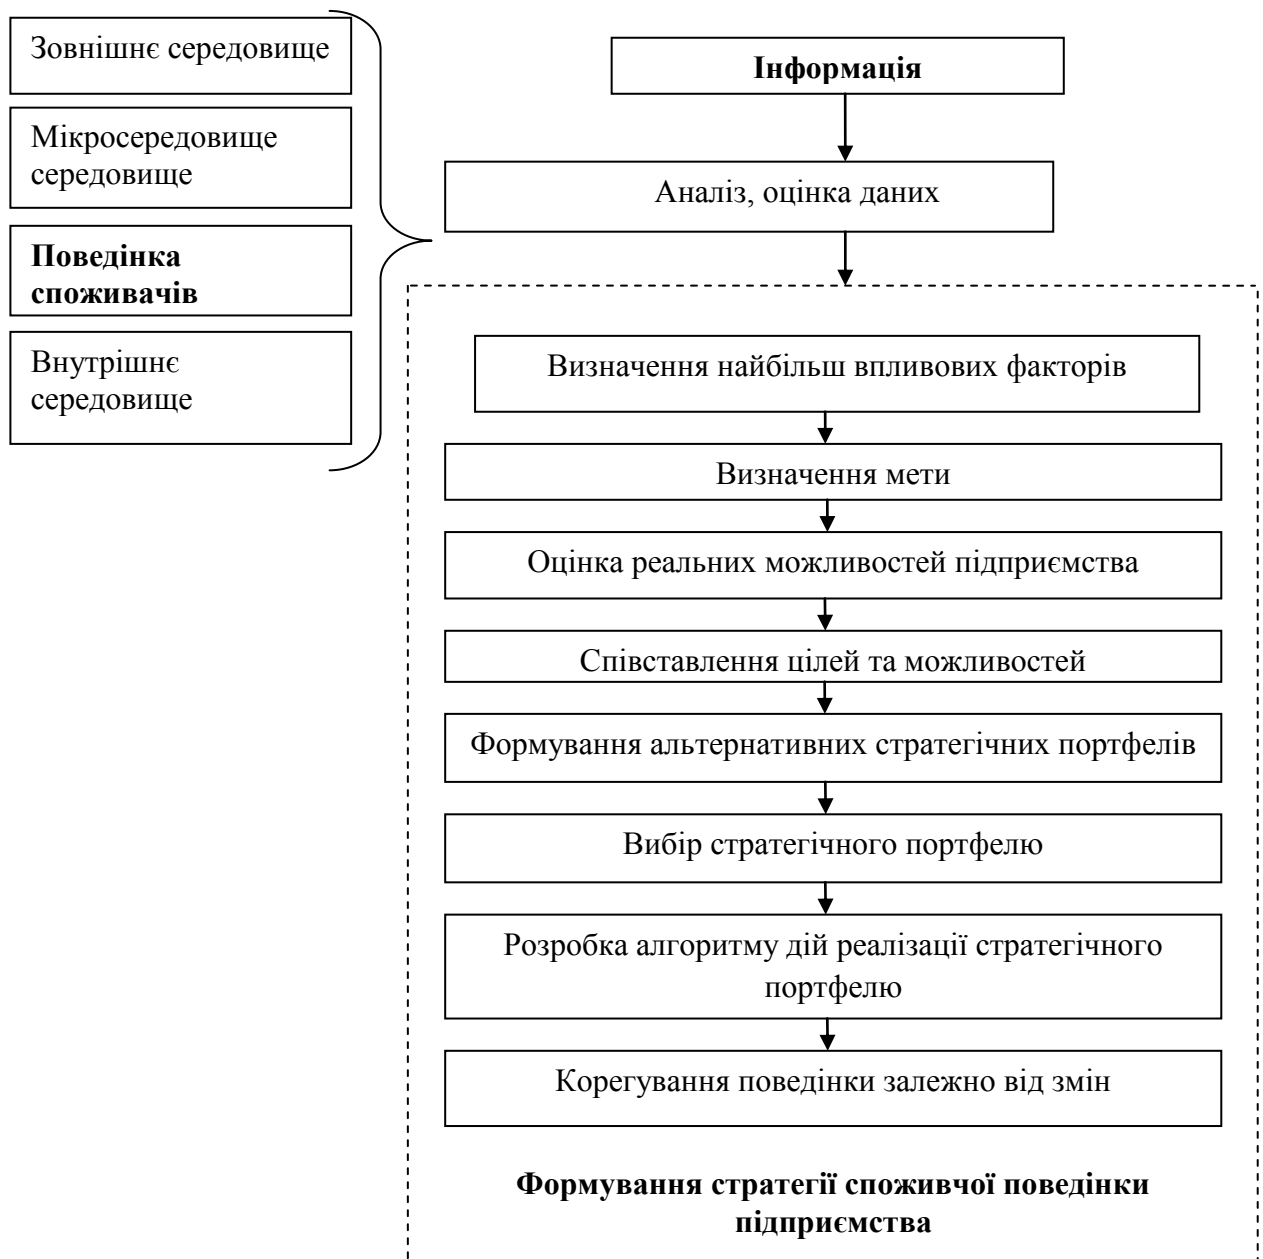 Зовнішнє середовище
Мікросередовище
середовище
Поведінка
споживачів
Внутрішнє
середовище
Інформація
Аналіз, оцінка даних
Визначення найбільш впливових факторів
Визначення мети
Оцінка реальних можливостей підприємства
Співставлення цілей та можливостей
Формування альтернативних стратегічних портфелів
Вибір стратегічного портфелю
Розробка алгоритму дій реалізації стратегічного
портфелю
Корегування поведінки залежно від змін
Формування стратегії споживчої поведінки
підприємства